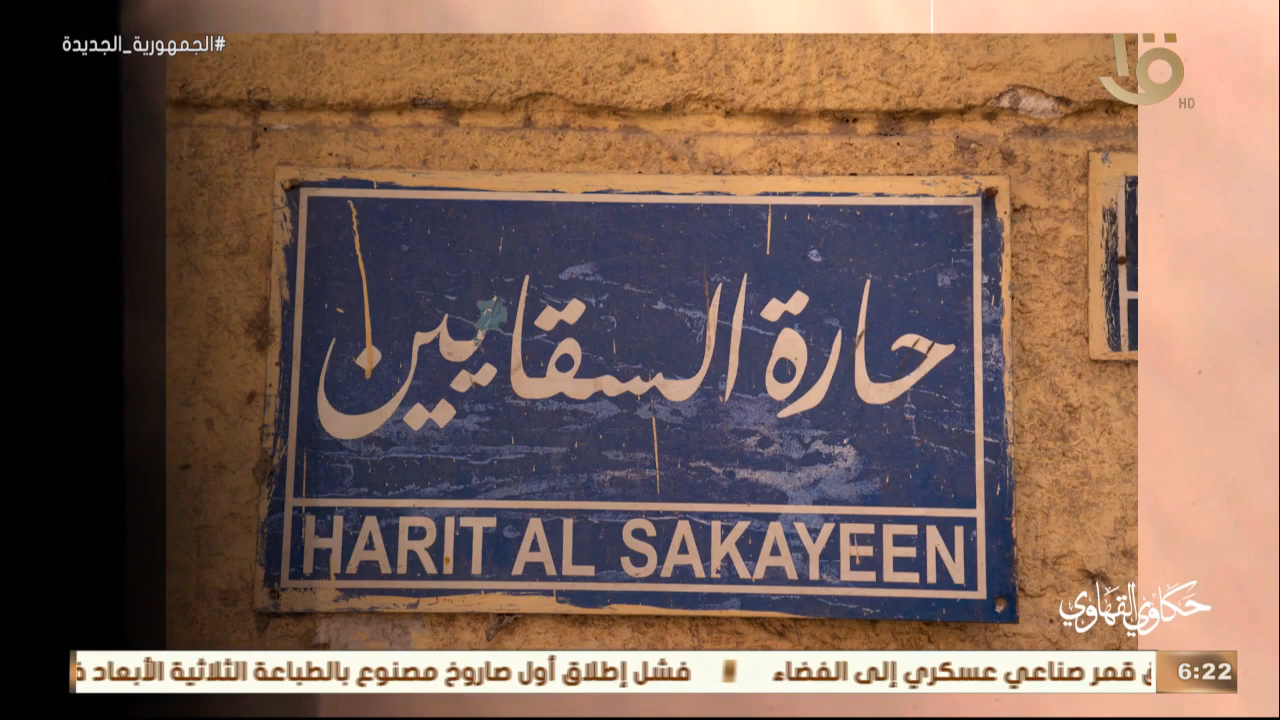 #الجمهورية_الجديدة
HD
حارة السقايين
HARIT AL SAKAYEEN
حكاوي القهاوي
قمر صناعي عسكري إلى الفضاء
فشل إطلاق أول صاروخ مصنوع بالطباعة الثلاثية الأبعاد
6:22